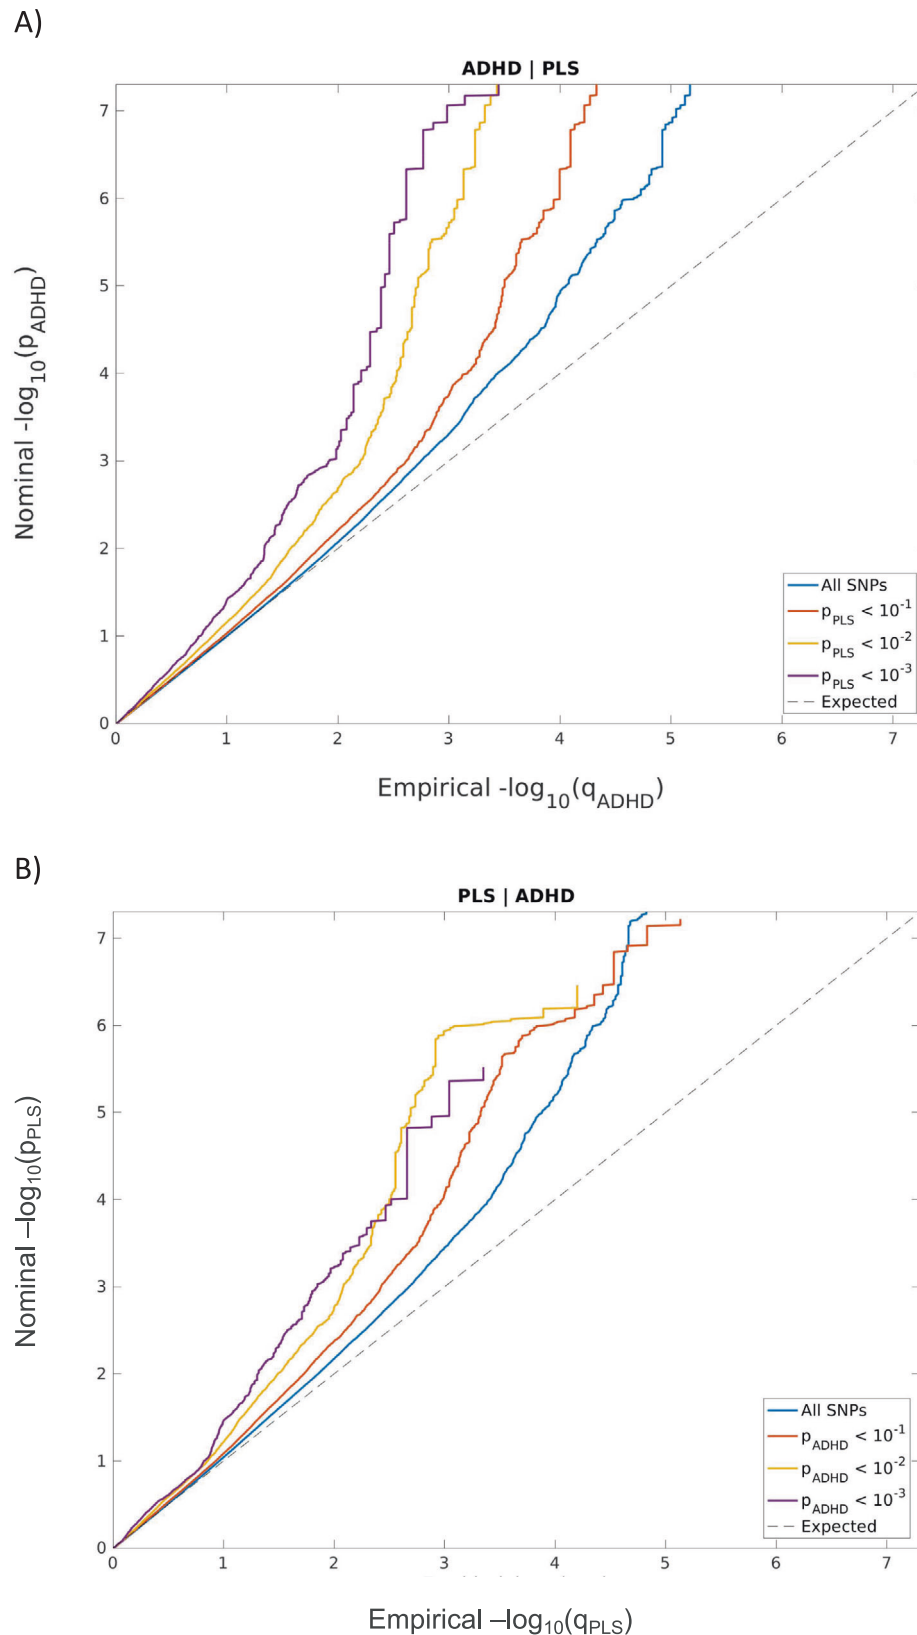 A)
ADHD | PLS
7
6
5
4
3
2
1
0
Nominal -log10(pADHD)
All SNPs
pPLS < 10-1
pPLS < 10-2
pPLS < 10-3
Expected
0 1 2 3 4 5 6 7
Empirical -log10(qADHD)
B)
PLS | ADHD
7
6
5
4
3
2
1
0
Nominal –log10(pPLS)
All SNPs
pADHD < 10-1
pADHD < 10-2
pADHD < 10-3
Expected
0 1 2 3 4 5 6 7
Empirical –log10(qPLS)